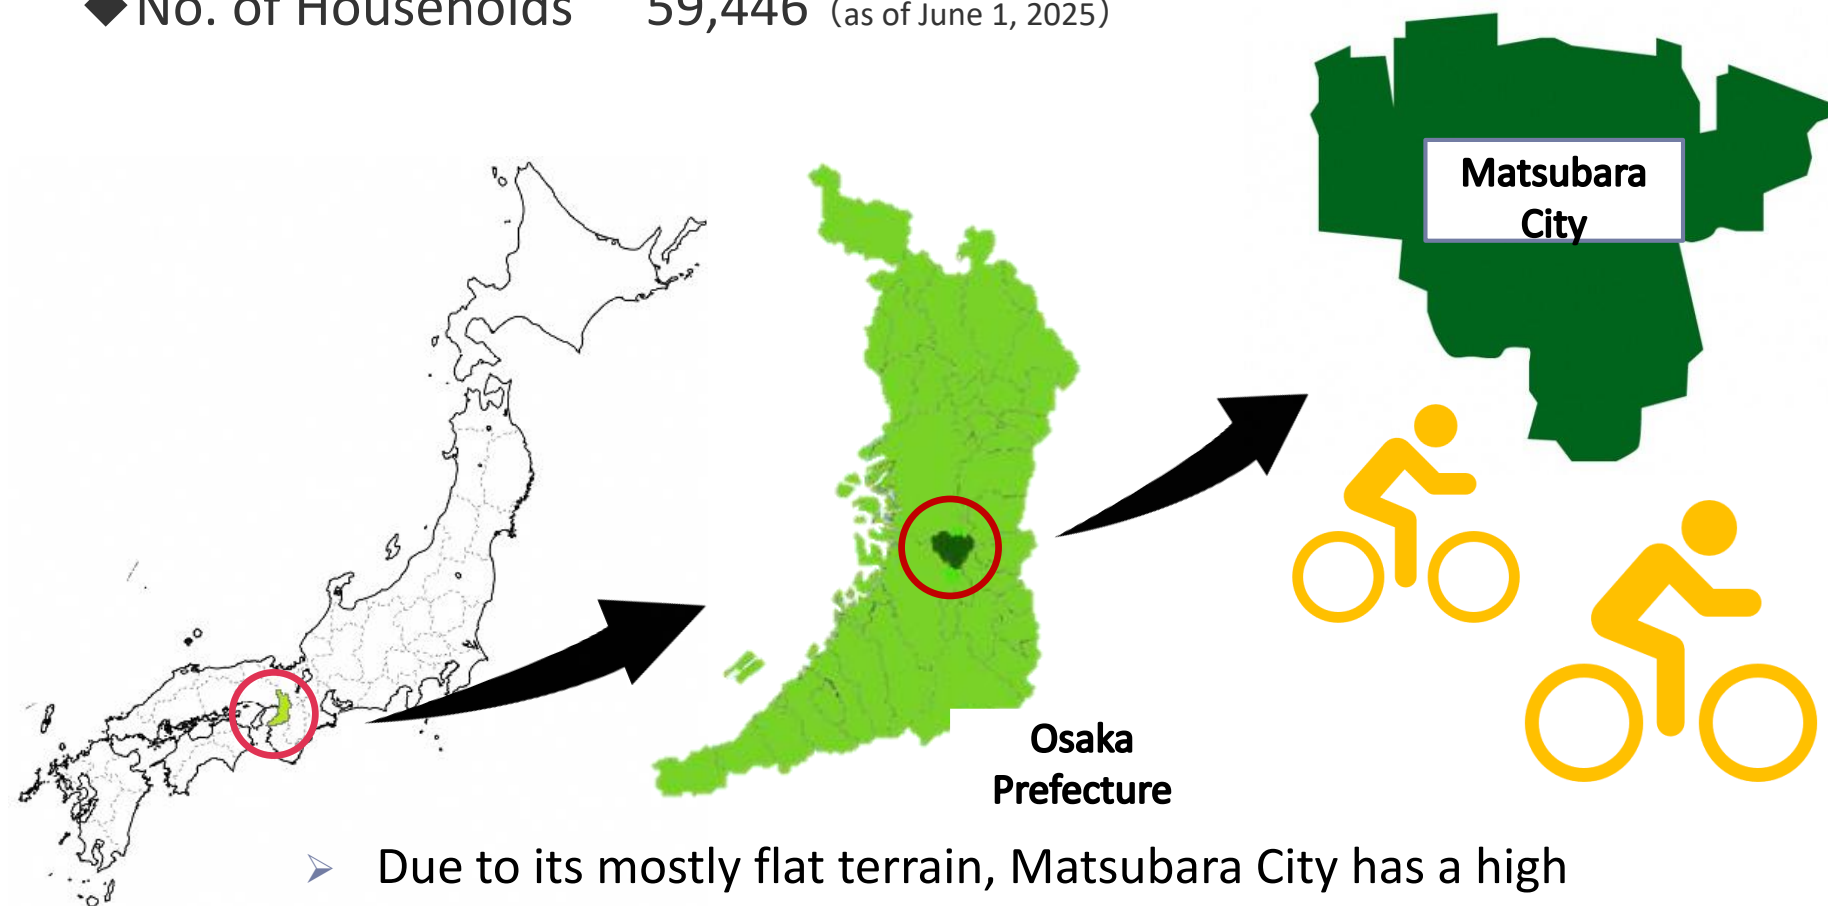 ◆No. of Households 59,446 （as of June 1, 2025）
Matsubara
City
Osaka
Prefecture
➢ Due to its mostly flat terrain, Matsubara City has a high